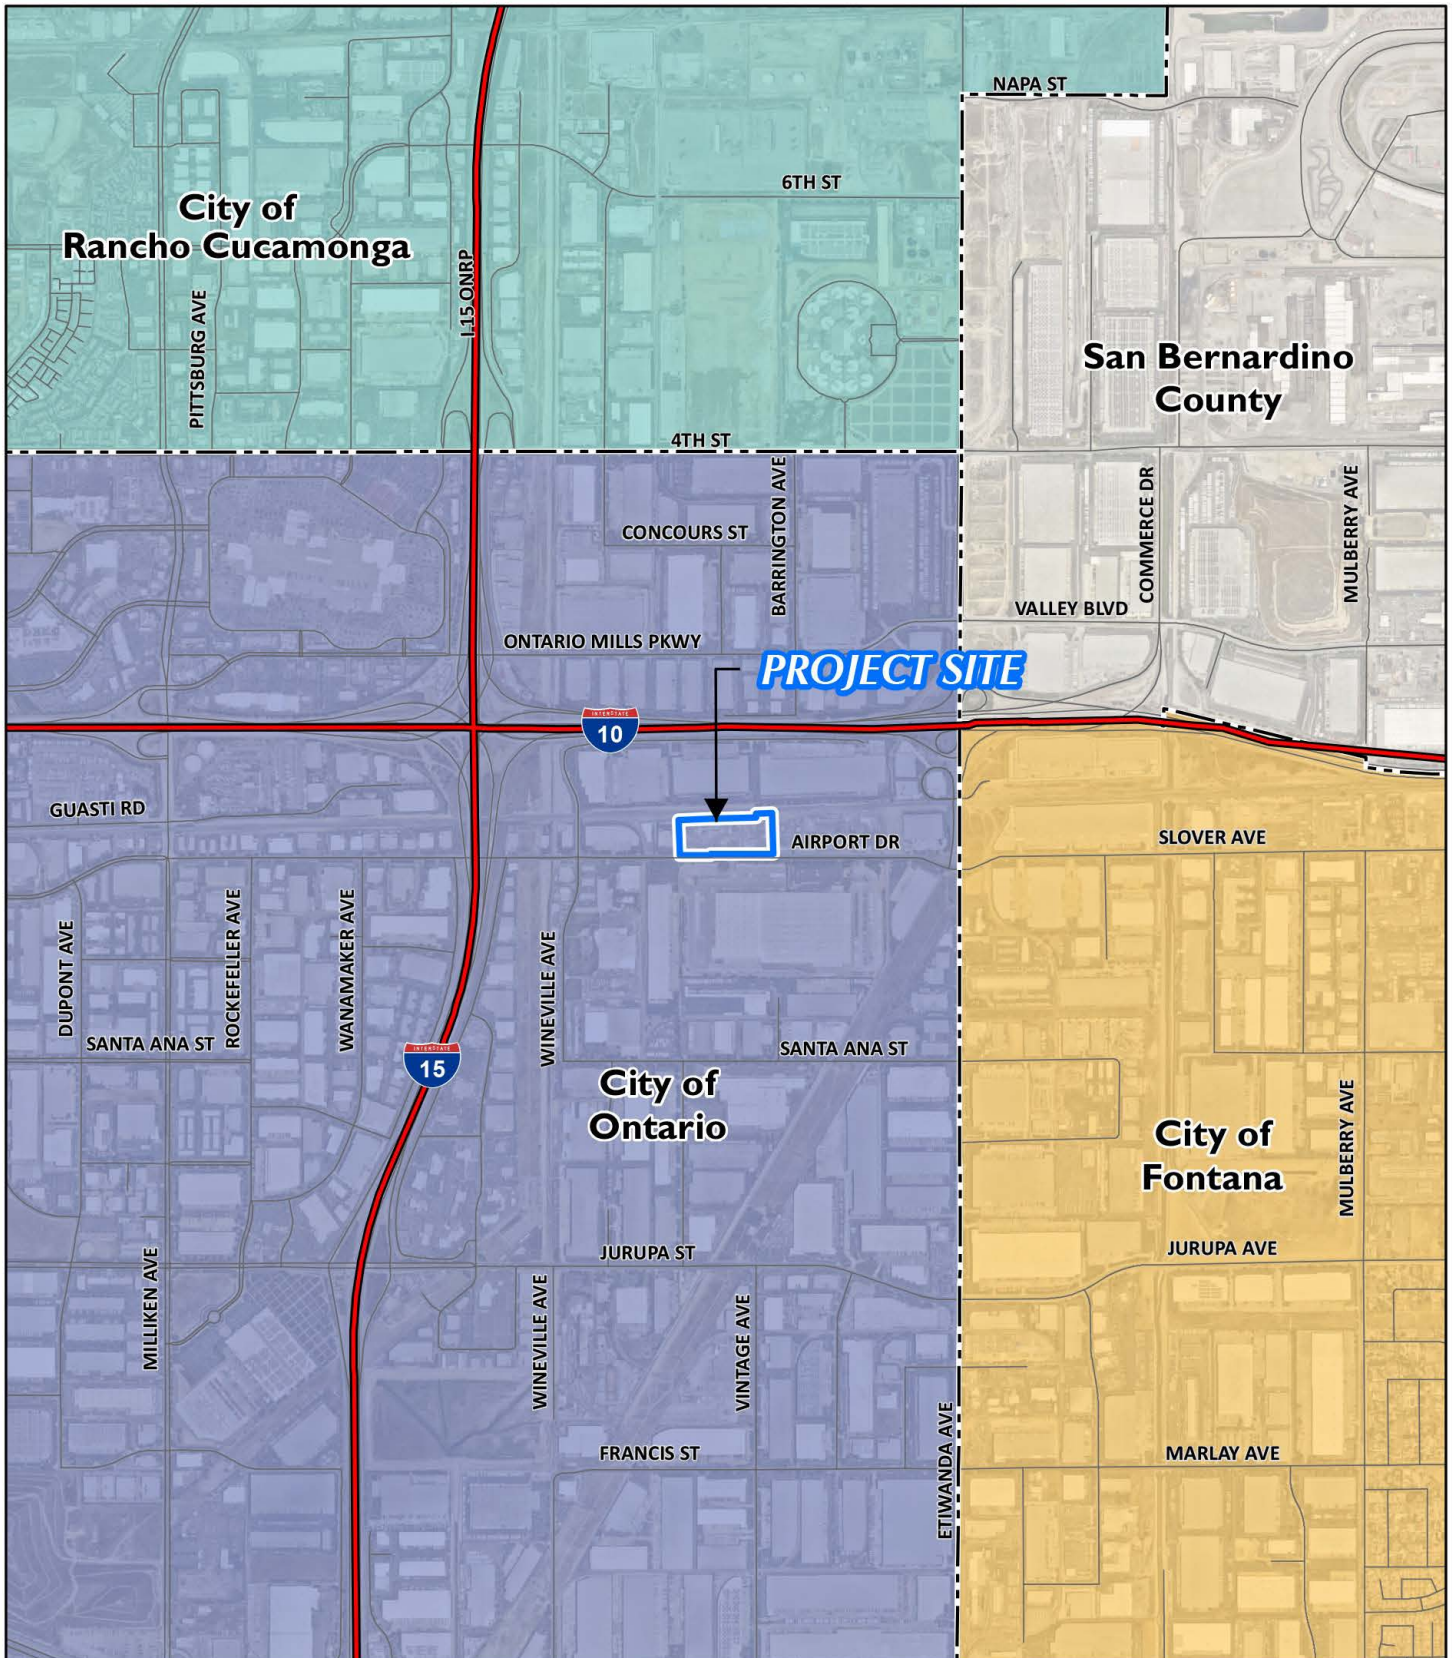 NAPA ST
6TH ST
City of
Rancho Cucamonga
I 15 ONRP
PITTSBURG AVE
San Bernardino
County
4TH ST
BARRINGTON AVE
CONCOURS ST
COMMERCE DR
MULBERRY AVE
VALLEY BLVD
ONTARIO MILLS PKWY
PROJECT SITE
INTERSTATE
10
GUASTI RD
AIRPORT DR
SLOVER AVE
DUPONT AVE
ROCKEFELLER AVE
WANAMAKER AVE
WINEVILLE AVE
SANTA ANA ST
SANTA ANA ST
INTERSTATE
15
City of
Ontario
City of
Fontana
MULBERRY AVE
JURUPA ST
JURUPA AVE
MILLIKEN AVE
WINEVILLE AVE
VINTAGE AVE
ETIWANDA AVE
FRANCIS ST
MARLAY AVE